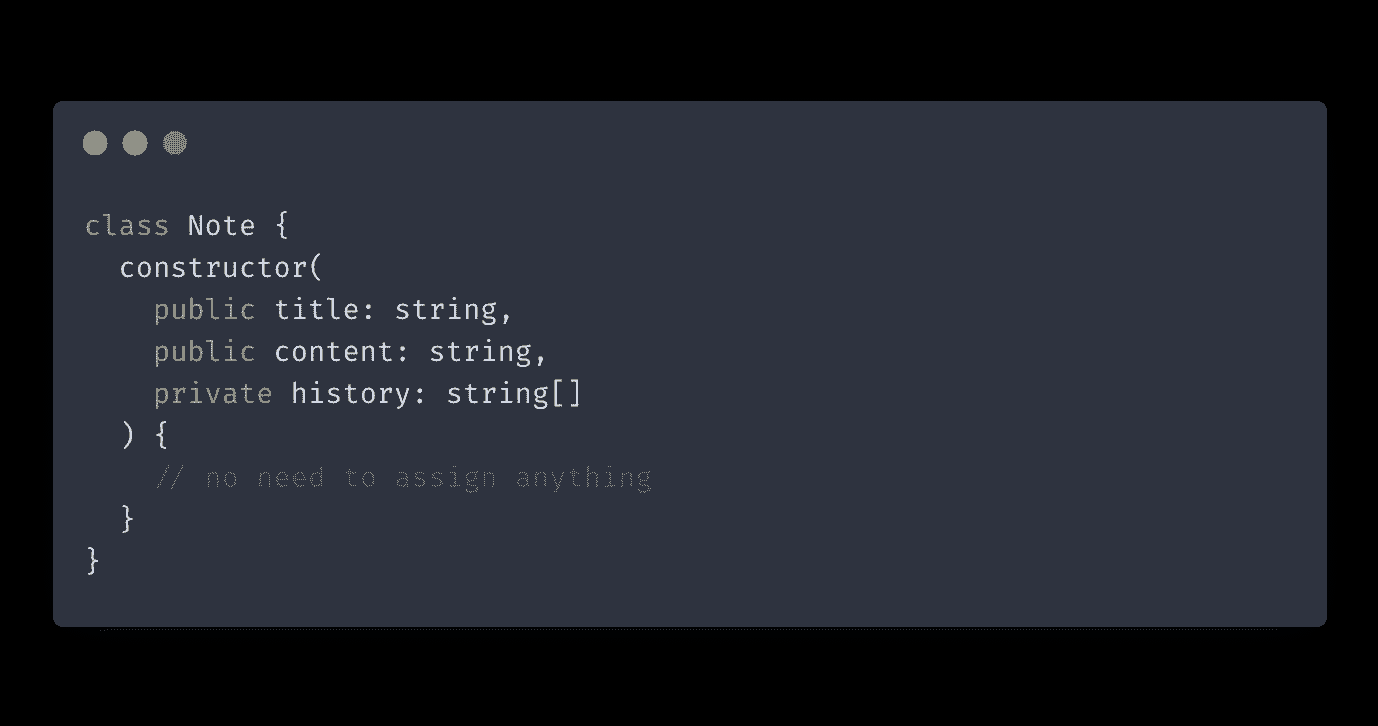 class Note {
  constructor(
    public title: string,
    public content: string,
    private history: string[]
  ) {
    // no need to assign anything
  }
}